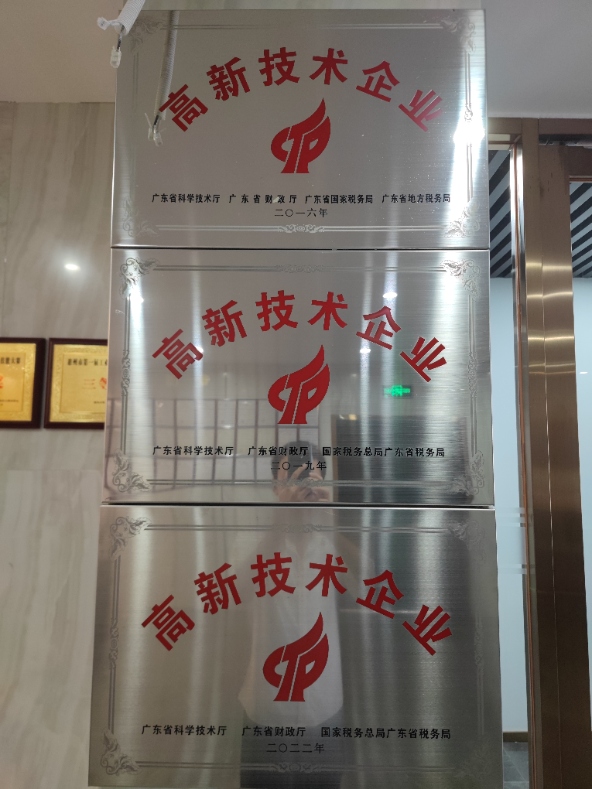 高新技术企业
广东省科学技术厅 广东省财政厅 广东省国家税务局 广东省地方税务局
二〇一六年
高新技术企业
广东省科学技术厅 广东省财政厅 国家税务总局广东省税务局
二〇一九年
三
高新技术企业
广东省科学技术厅 广东省财政厅 国家税务总局广东省税务局
二〇二二年